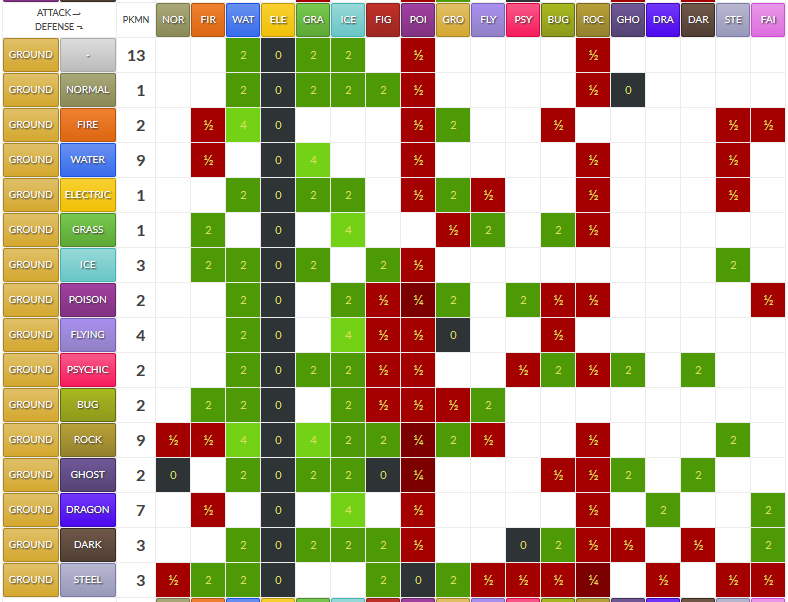 ATTACK→ DEFENSE ¬ PKMN NOR FIR WAT ELE GRA ICE FIG POI GRO FLY PSY BUG ROC GHO DRA DAR STE FAI
GROUND - 13 2 0 2 2 ½ ½
GROUND NORMAL 1 2 0 2 2 2 ½ ½ 0
GROUND FIRE 2 ½ 4 0 ½ 2 ½ ½ ½
GROUND WATER 9 ½ 0 4 ½ ½ ½
GROUND ELECTRIC 1 2 0 2 2 ½ 2 ½ ½ ½
GROUND GRASS 1 2 0 4 ½ 2 2 ½
GROUND ICE 3 2 2 0 2 2 ½ 2
GROUND POISON 2 2 0 2 ½ ¼ 2 2 ½ ½ ½
GROUND FLYING 4 2 0 4 ½ ½ 0 ½
GROUND PSYCHIC 2 2 0 2 2 ½ ½ ½ 2 ½ 2 2
GROUND BUG 2 2 2 0 2 ½ ½ ½ 2
GROUND ROCK 9 ½ ½ 4 0 4 2 2 ¼ 2 ½ ½ 2
GROUND GHOST 2 0 2 0 2 2 0 ¼ ½ ½ 2 2
GROUND DRAGON 7 ½ 0 4 ½ ½ 2 2
GROUND DARK 3 2 0 2 2 2 ½ 0 2 ½ ½ ½ 2
GROUND STEEL 3 ½ 2 2 0 2 0 2 ½ ½ ½ ¼ ½ ½ ½